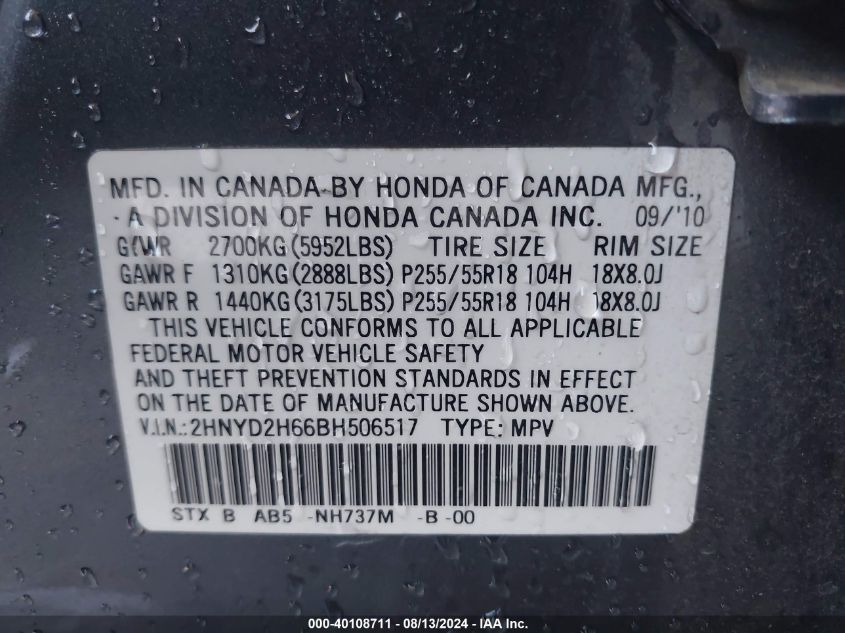 MFD. IN CANADA BY HONDA OF CANADA MFG.,
A DIVISION OF HONDA CANADA INC. 09/'10
GVWR 2700KG(5952LBS) TIRE SIZE RIM SIZE
GAWR F 1310KG(2888LBS) P255/55R18 104H 18X8.0J
GAWR R 1440KG(3175LBS) P255/55R18 104H 18X8.0J
THIS VEHICLE CONFORMS TO ALL APPLICABLE
FEDERAL MOTOR VEHICLE SAFETY
AND THEFT PREVENTION STANDARDS IN EFFECT
ON THE DATE OF MANUFACTURE SHOWN ABOVE.
V.I.N.:2HNYD2H66BH506517 TYPE: MPV
STX B AB5 -NH737M -B -00
000-40108711 - 08/13/2024 - IAA Inc.